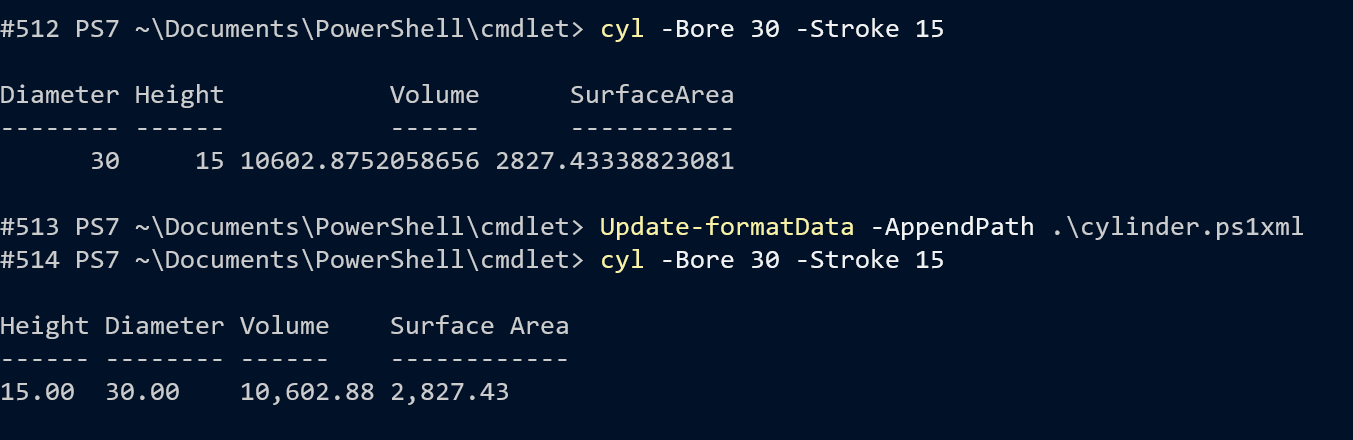 #512 PS7 ~\Documents\PowerShell\cmdlet> cyl -Bore 30 -Stroke 15
Diameter Height Volume SurfaceArea
-------- ------ ------ -----------
30 15 10602.8752058656 2827.43338823081
#513 PS7 ~\Documents\PowerShell\cmdlet> Update-formatData -AppendPath .\cylinder.ps1xml
#514 PS7 ~\Documents\PowerShell\cmdlet> cyl -Bore 30 -Stroke 15
Height Diameter Volume Surface Area
------ -------- ------ ------------
15.00 30.00 10,602.88 2,827.43